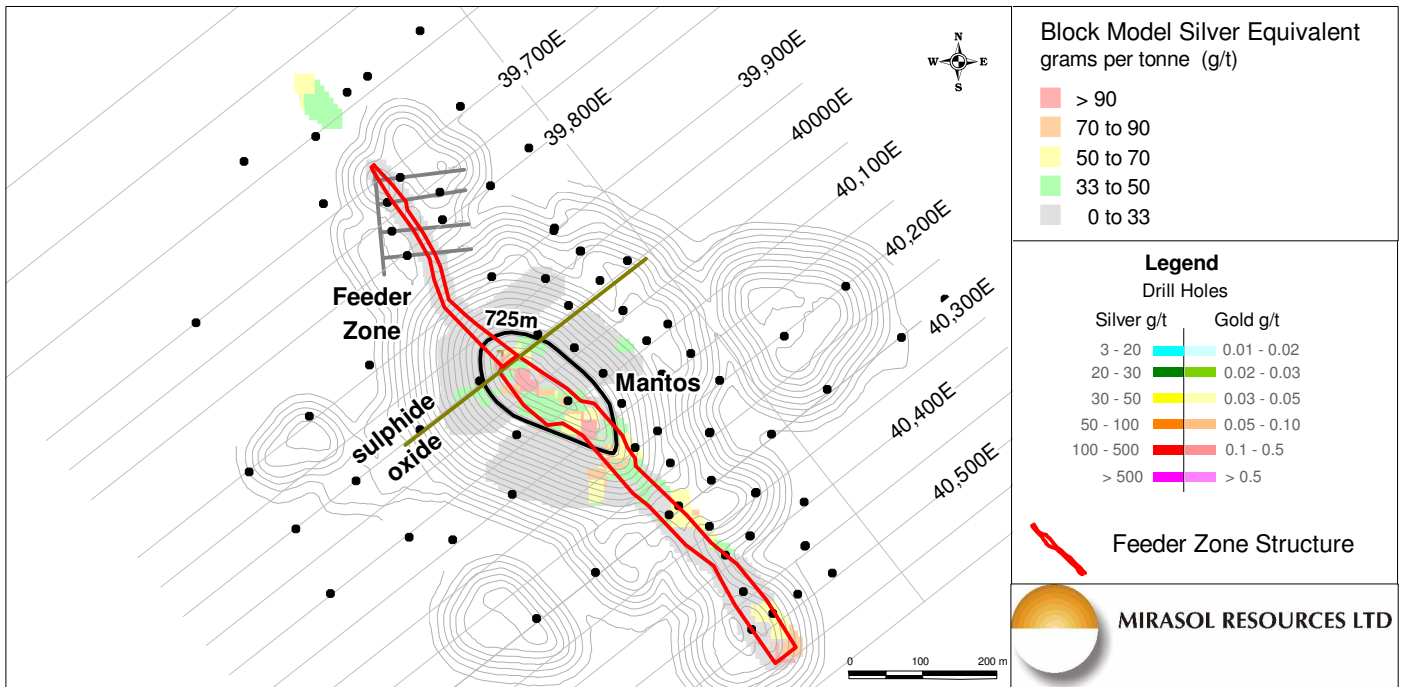 39,700E
39,800E
39,900E
40000E
40,100E
40,200E
40,300E
40,400E
40,500E
N
W E
S
Feeder
Zone
725m
Mantos
sulphide
oxide
0 100 200 m
Block Model Silver Equivalent
grams per tonne (g/t)
> 90
70 to 90
50 to 70
33 to 50
0 to 33
Legend
Drill Holes
Silver g/t Gold g/t
3 - 20 0.01 - 0.02
20 - 30 0.02 - 0.03
30 - 50 0.03 - 0.05
50 - 100 0.05 - 0.10
100 - 500 0.1 - 0.5
> 500 > 0.5
Feeder Zone Structure
MIRASOL RESOURCES LTD